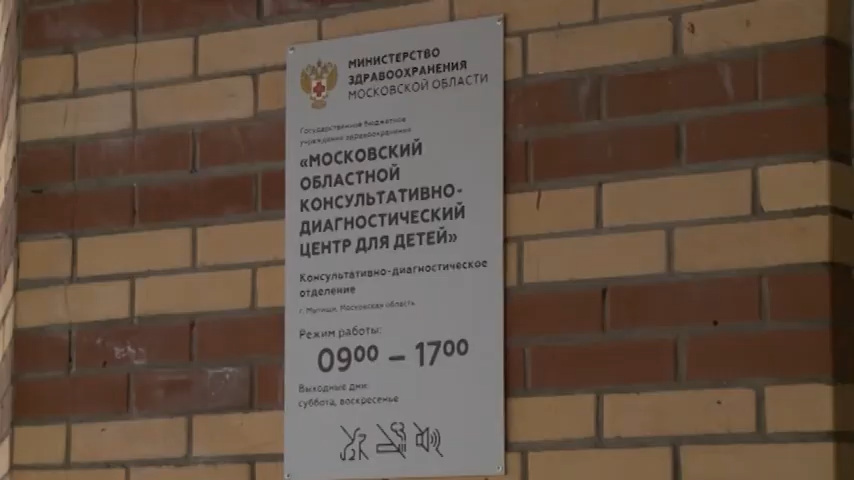 МИНИСТЕРСТВО
ЗДРАВООХРАНЕНИЯ
МОСКОВСКОЙ ОБЛАСТИ
Государственное бюджетное
учреждение здравоохранения
«МОСКОВСКИЙ
ОБЛАСТНОЙ
КОНСУЛЬТАТИВНО-
ДИАГНОСТИЧЕСКИЙ
ЦЕНТР ДЛЯ ДЕТЕЙ»
Консультативно-диагностическое
отделение
г. Мытищи, Московская область
Режим работы:
0900 – 1700
Выходные дни:
суббота, воскресенье